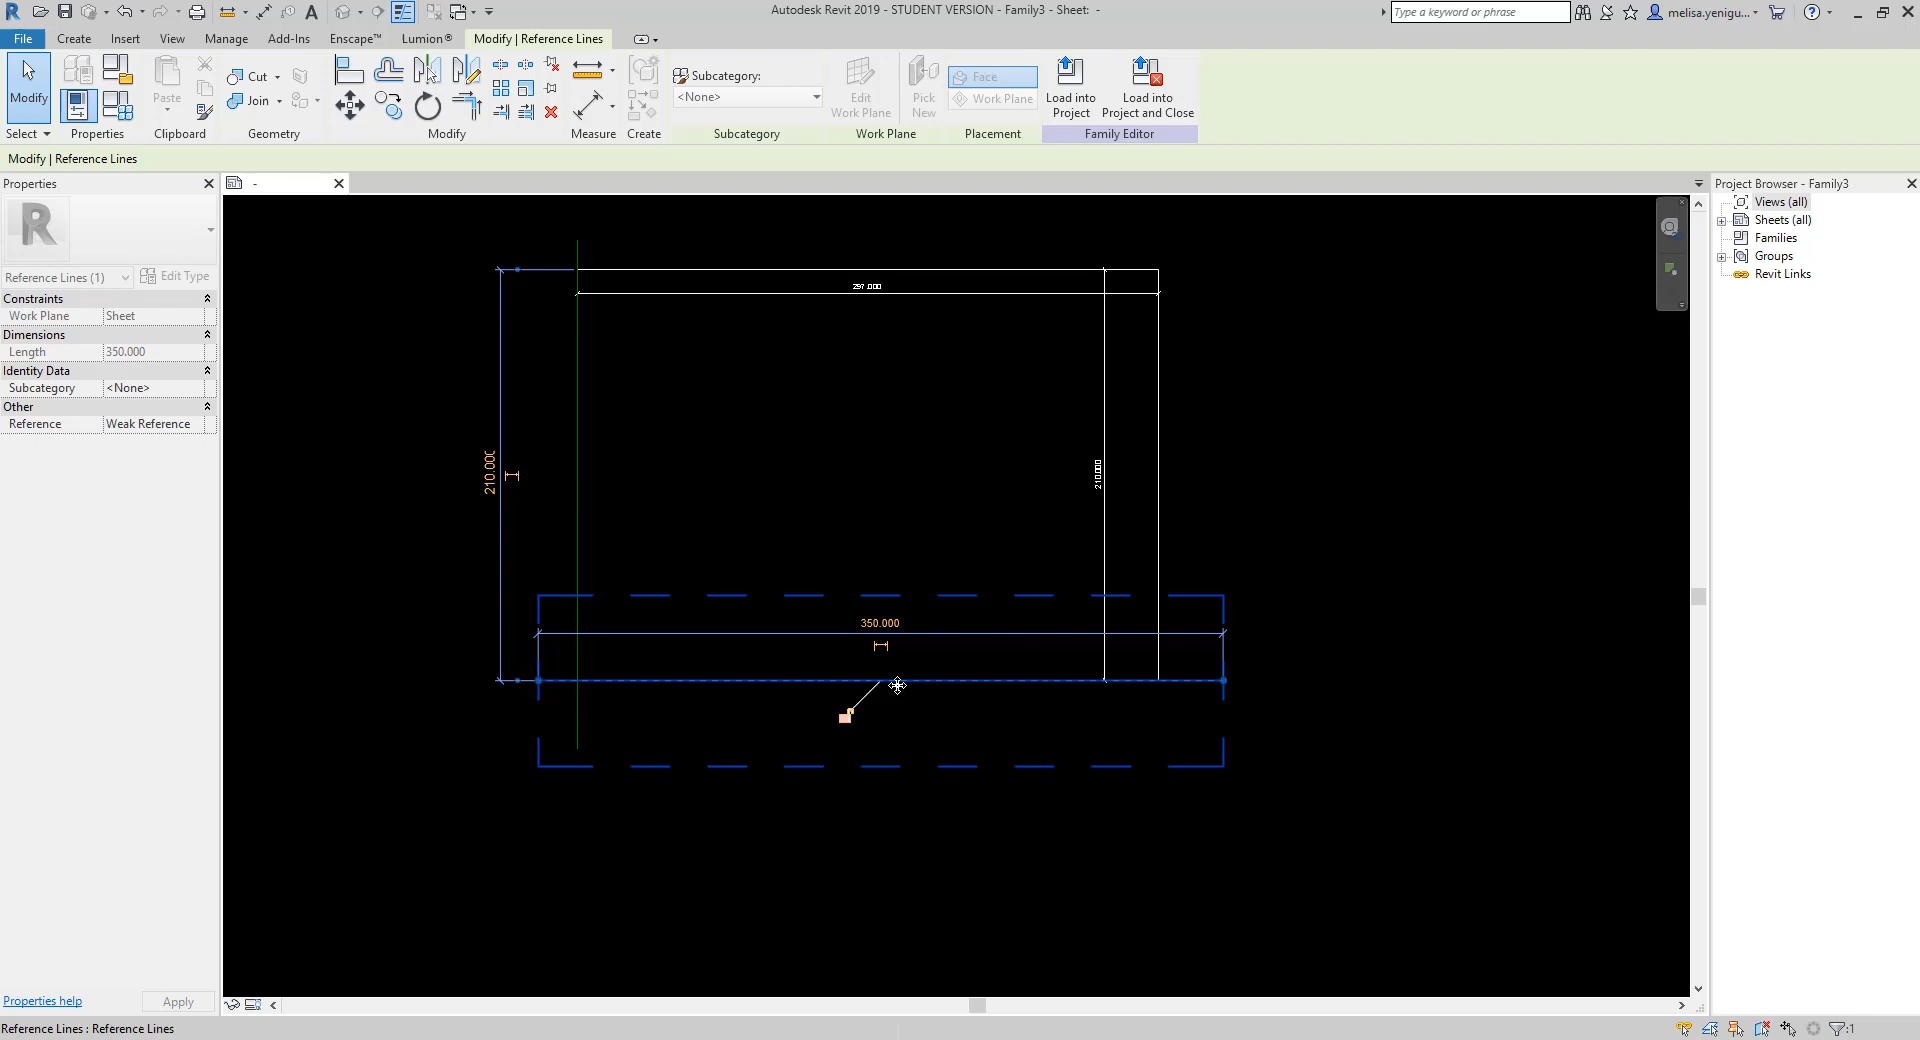 Autodesk Revit 2019 - STUDENT VERSION - Family3 - Sheet: -
Type a keyword or phrase
melisa.yenigu...
File
Create
Insert
View
Manage
Add-Ins
Enscape™
Lumion®
Modify | Reference Lines
Modify
Paste
Cut
Join
Subcategory:
<None>
Edit
Work Plane
Pick
New
Face
Work Plane
Load into
Project
Load into
Project and Close
Select
Properties
Clipboard
Geometry
Modify
Measure
Create
Subcategory
Work Plane
Placement
Family Editor
Modify | Reference Lines
Properties
-
Project Browser - Family3
R
Reference Lines (1)
Edit Type
Constraints
Work Plane
Sheet
Dimensions
Length
350.000
Identity Data
Subcategory
<None>
Other
Reference
Weak Reference
Views (all)
Sheets (all)
Families
Groups
Revit Links
297.000
210.000
210.000
350.000
Properties help
Apply
Reference Lines : Reference Lines
:1